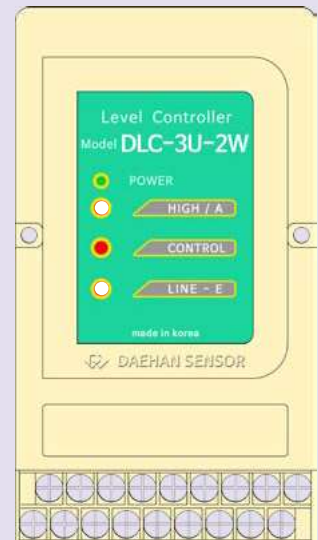 Level Controller
Model DLC-3U-2W
POWER
HIGH / A
CONTROL
LINE - E
made in korea
DAEHAN SENSOR